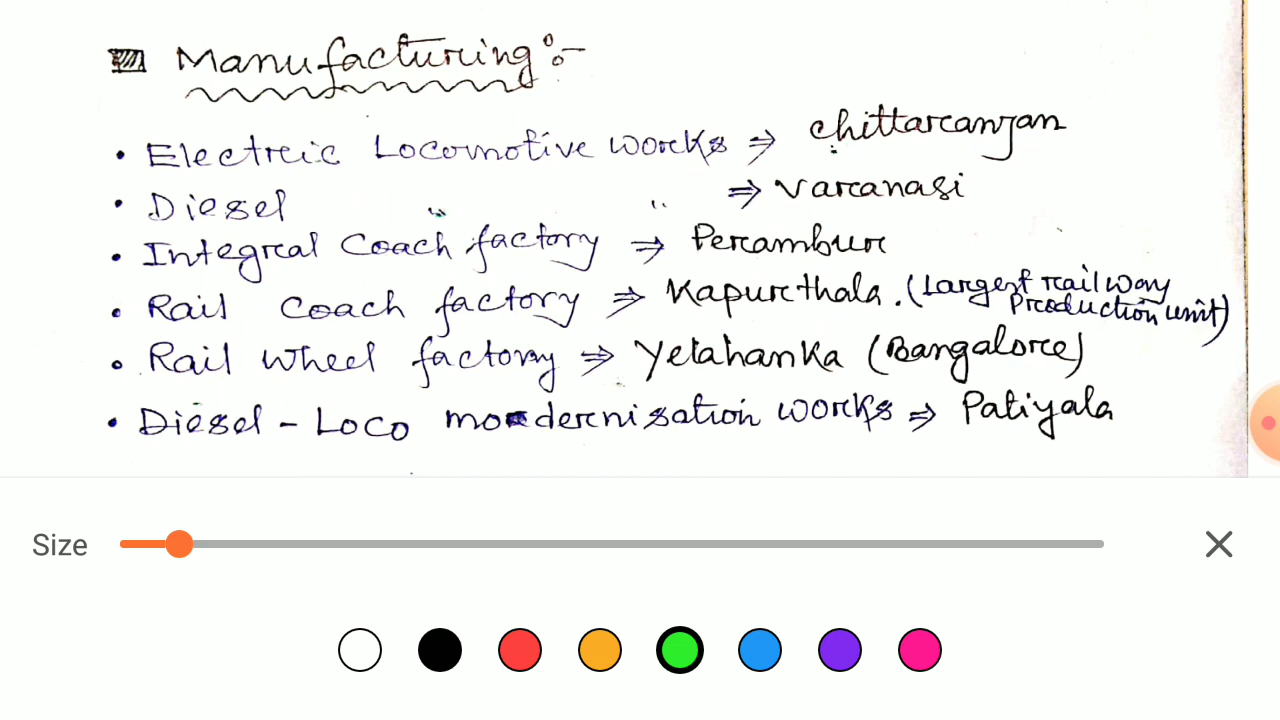 Manufacturing :-
• Electric Locomotive works ⇒ Chittaranjan
• Diesel " " ⇒ Varanasi
• Integral Coach factory ⇒ Perambur
• Rail Coach factory ⇒ Kapurthala. (Largest railway
Production unit)
• Rail Wheel factory ⇒ Yelahanka (Bangalore)
• Diesel - Loco modernisation works ⇒ Patiyala
Size